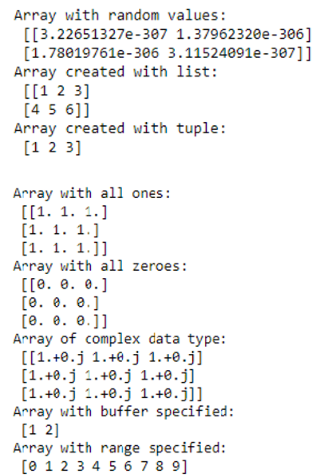 Array with random values:
[[3.22651327e-307 1.37962320e-306]
[1.78019761e-306 3.11524091e-307]]
Array created with list:
[[1 2 3]
[4 5 6]]
Array created with tuple:
[1 2 3]
Array with all ones:
[[1. 1. 1.]
[1. 1. 1.]
[1. 1. 1.]]
Array with all zeroes:
[[0. 0. 0.]
[0. 0. 0.]
[0. 0. 0.]]
Array of complex data type:
[[1.+0.j 1.+0.j 1.+0.j]
[1.+0.j 1.+0.j 1.+0.j]
[1.+0.j 1.+0.j 1.+0.j]]
Array with buffer specified:
[1 2]
Array with range specified:
[0 1 2 3 4 5 6 7 8 9]